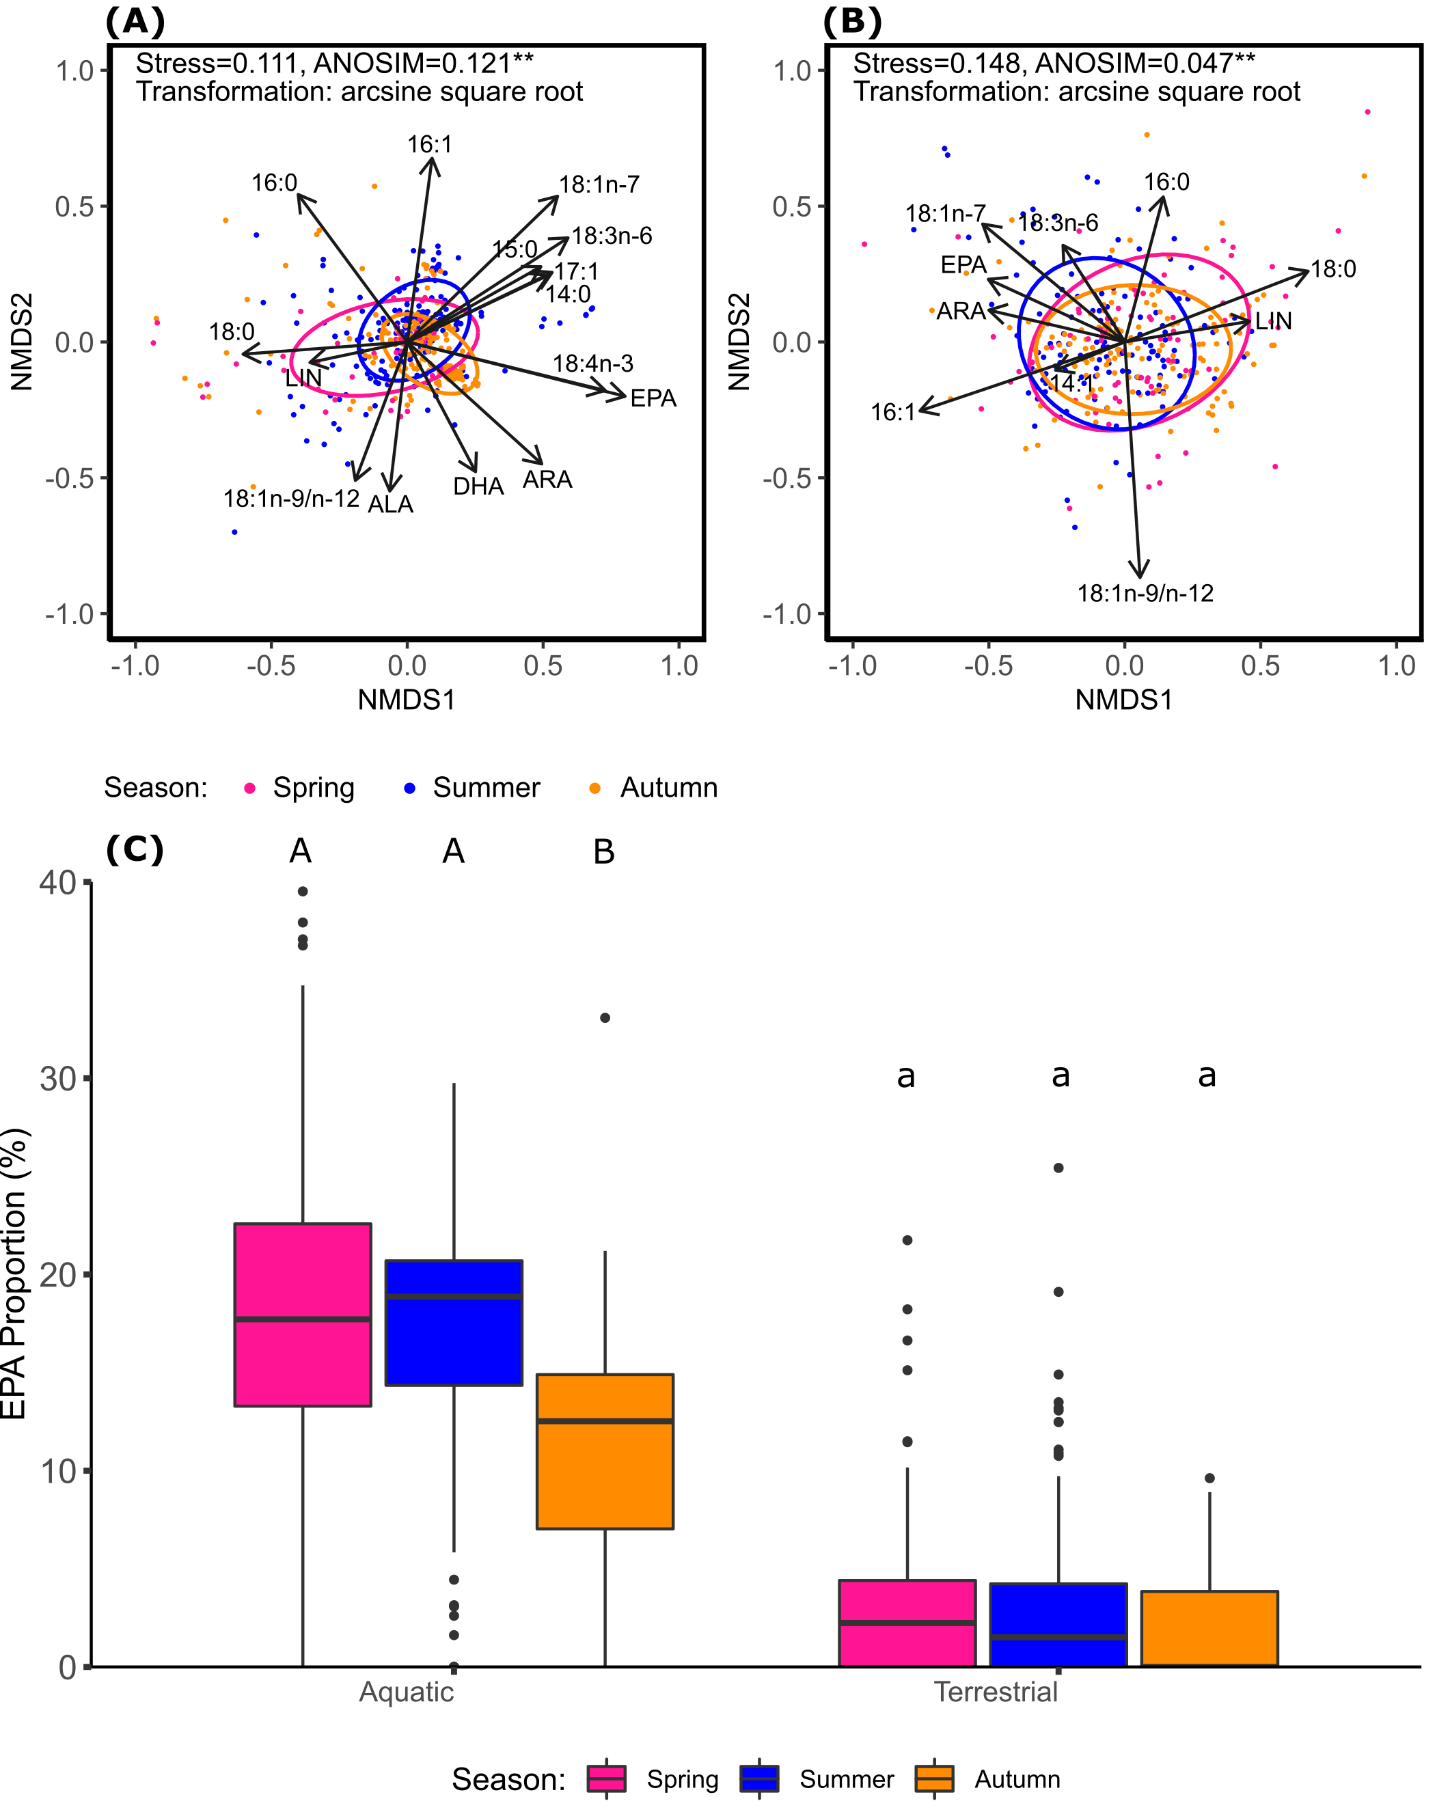 (A)
Stress=0.111, ANOSIM=0.121**
Transformation: arcsine square root
1.0
0.5
0.0
-0.5
-1.0
NMDS2
16:1
16:0
18:1n-7
18:3n-6
15:0
17:1
14:0
18:0
LIN
18:4n-3
EPA
ARA
DHA
ALA
18:1n-9/n-12
-1.0
-0.5
0.0
0.5
1.0
NMDS1
(B)
Stress=0.148, ANOSIM=0.047**
Transformation: arcsine square root
1.0
0.5
0.0
-0.5
-1.0
NMDS2
16:0
18:1n-7
18:3n-6
EPA
18:0
ARA
LIN
14:1
16:1
18:1n-9/n-12
-1.0
-0.5
0.0
0.5
1.0
NMDS1
Season: Spring Summer Autumn
(C)
A A B
40
30
20
10
0
EPA Proportion (%)
a a a
Aquatic
Terrestrial
Season: Spring Summer Autumn